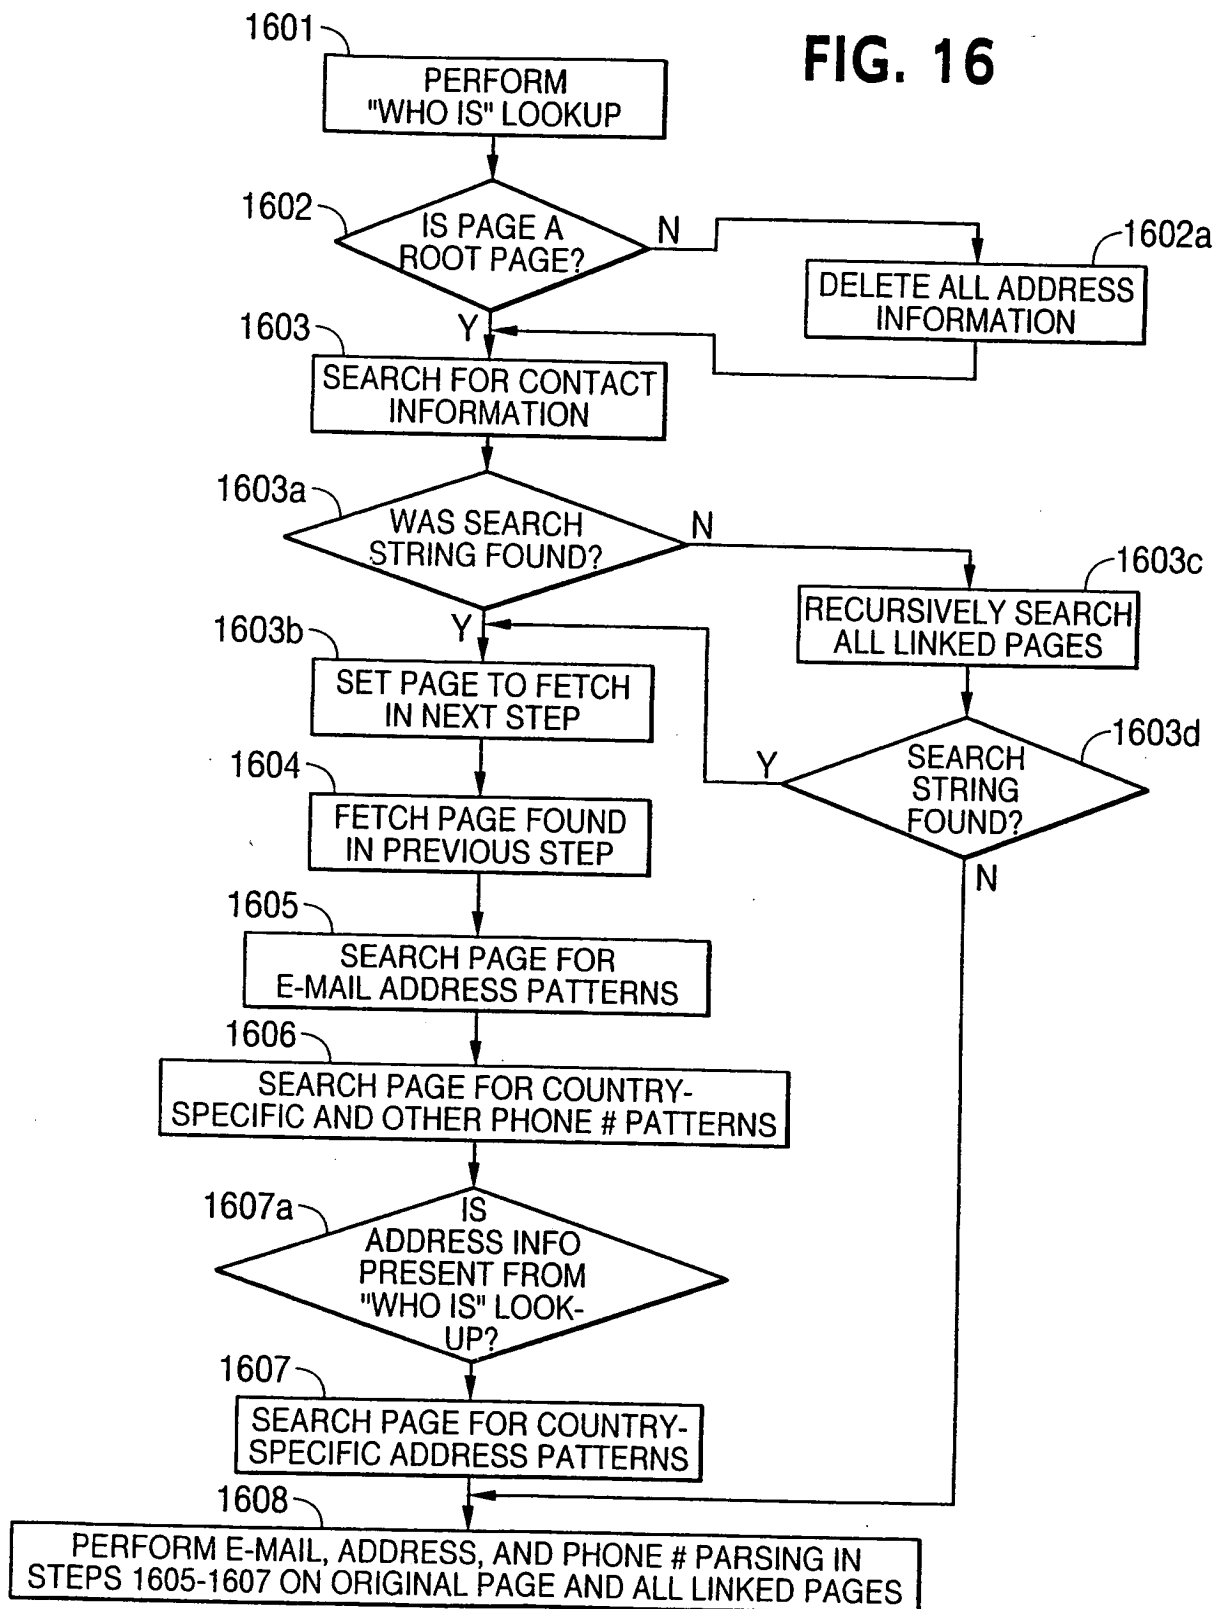 FIG. 16
1601
PERFORM
"WHO IS" LOOKUP
1602
IS PAGE A
ROOT PAGE?
N
Y
1602a
DELETE ALL ADDRESS
INFORMATION
1603
SEARCH FOR CONTACT
INFORMATION
1603a
WAS SEARCH
STRING FOUND?
N
Y
1603c
RECURSIVELY SEARCH
ALL LINKED PAGES
1603d
SEARCH
STRING
FOUND?
Y
N
1603b
SET PAGE TO FETCH
IN NEXT STEP
1604
FETCH PAGE FOUND
IN PREVIOUS STEP
1605
SEARCH PAGE FOR
E-MAIL ADDRESS PATTERNS
1606
SEARCH PAGE FOR COUNTRY-
SPECIFIC AND OTHER PHONE # PATTERNS
1607a
IS
ADDRESS INFO
PRESENT FROM
"WHO IS" LOOK-
UP?
1607
SEARCH PAGE FOR COUNTRY-
SPECIFIC ADDRESS PATTERNS
1608
PERFORM E-MAIL, ADDRESS, AND PHONE # PARSING IN
STEPS 1605-1607 ON ORIGINAL PAGE AND ALL LINKED PAGES